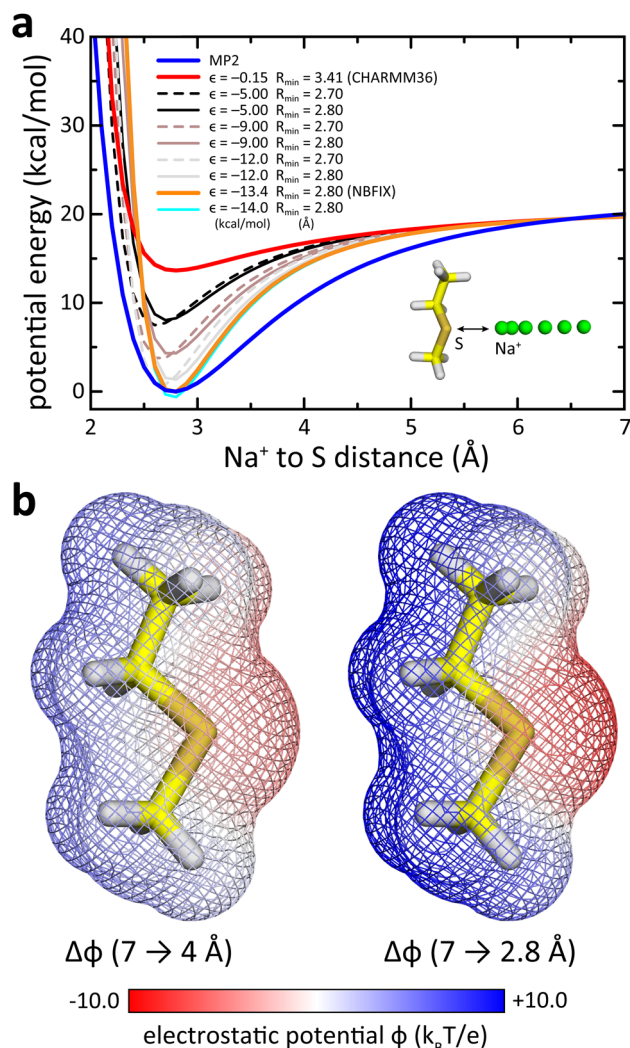 a
potential energy (kcal/mol)
40
30
20
10
0
MP2
ϵ = −0.15 Rmin = 3.41 (CHARMM36)
ϵ = −5.00 Rmin = 2.70
ϵ = −5.00 Rmin = 2.80
ϵ = −9.00 Rmin = 2.70
ϵ = −9.00 Rmin = 2.80
ϵ = −12.0 Rmin = 2.70
ϵ = −12.0 Rmin = 2.80
ϵ = −13.4 Rmin = 2.80 (NBFIX)
ϵ = −14.0 Rmin = 2.80
(kcal/mol) (Å)
S Na⁺
2 3 4 5 6 7
Na⁺ to S distance (Å)
b
Δϕ (7 → 4 Å) Δϕ (7 → 2.8 Å)
-10.0 +10.0
electrostatic potential ϕ (kBT/e)